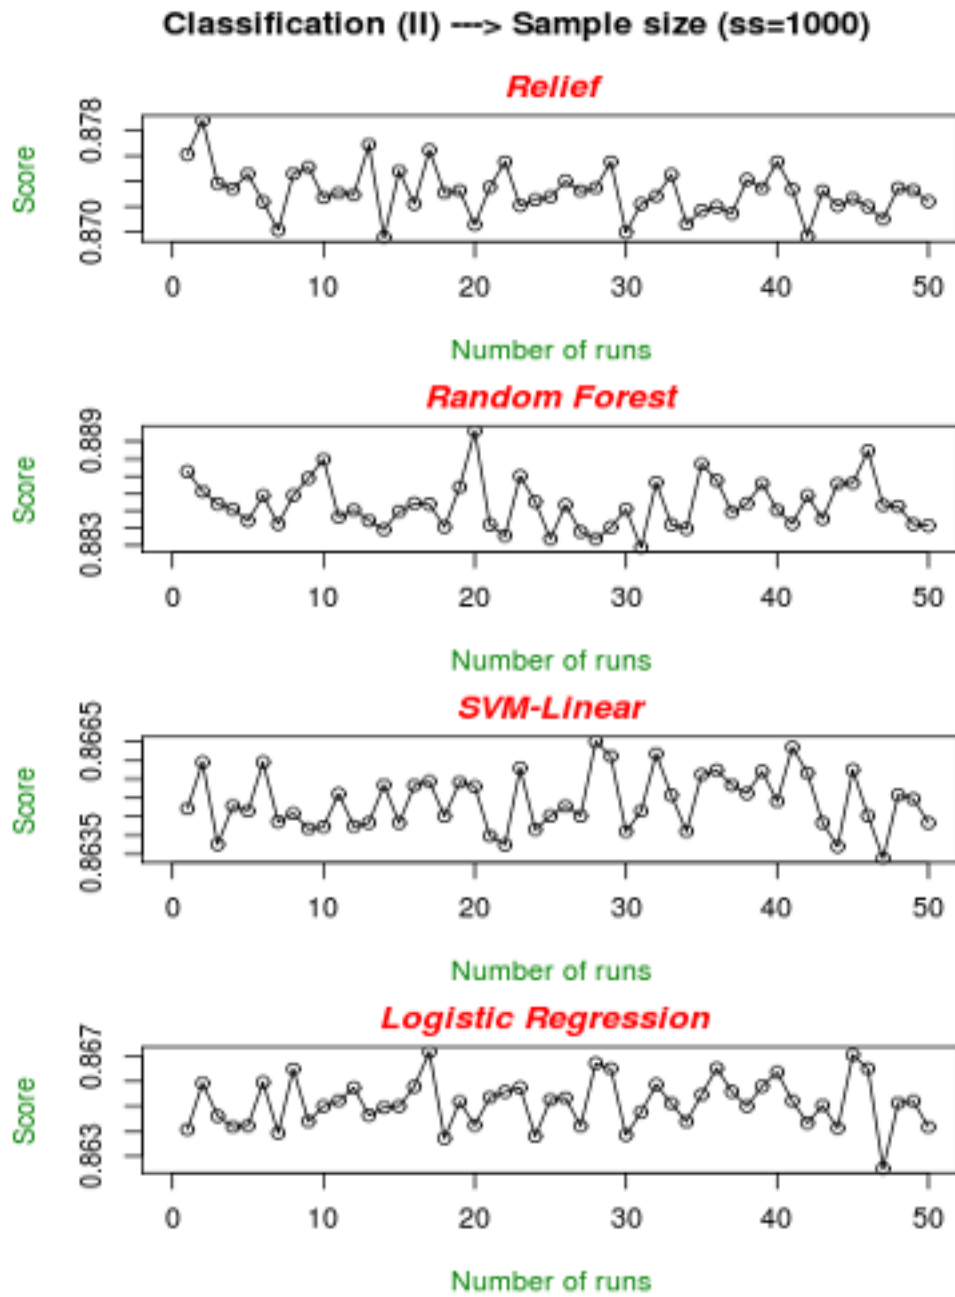 Classification (II) ---> Sample size (ss=1000)
Relief
Score
0.878
0.870
0 10 20 30 40 50
Number of runs
Random Forest
Score
0.889
0.883
0 10 20 30 40 50
Number of runs
SVM-Linear
Score
0.8665
0.8635
0 10 20 30 40 50
Number of runs
Logistic Regression
Score
0.867
0.863
0 10 20 30 40 50
Number of runs